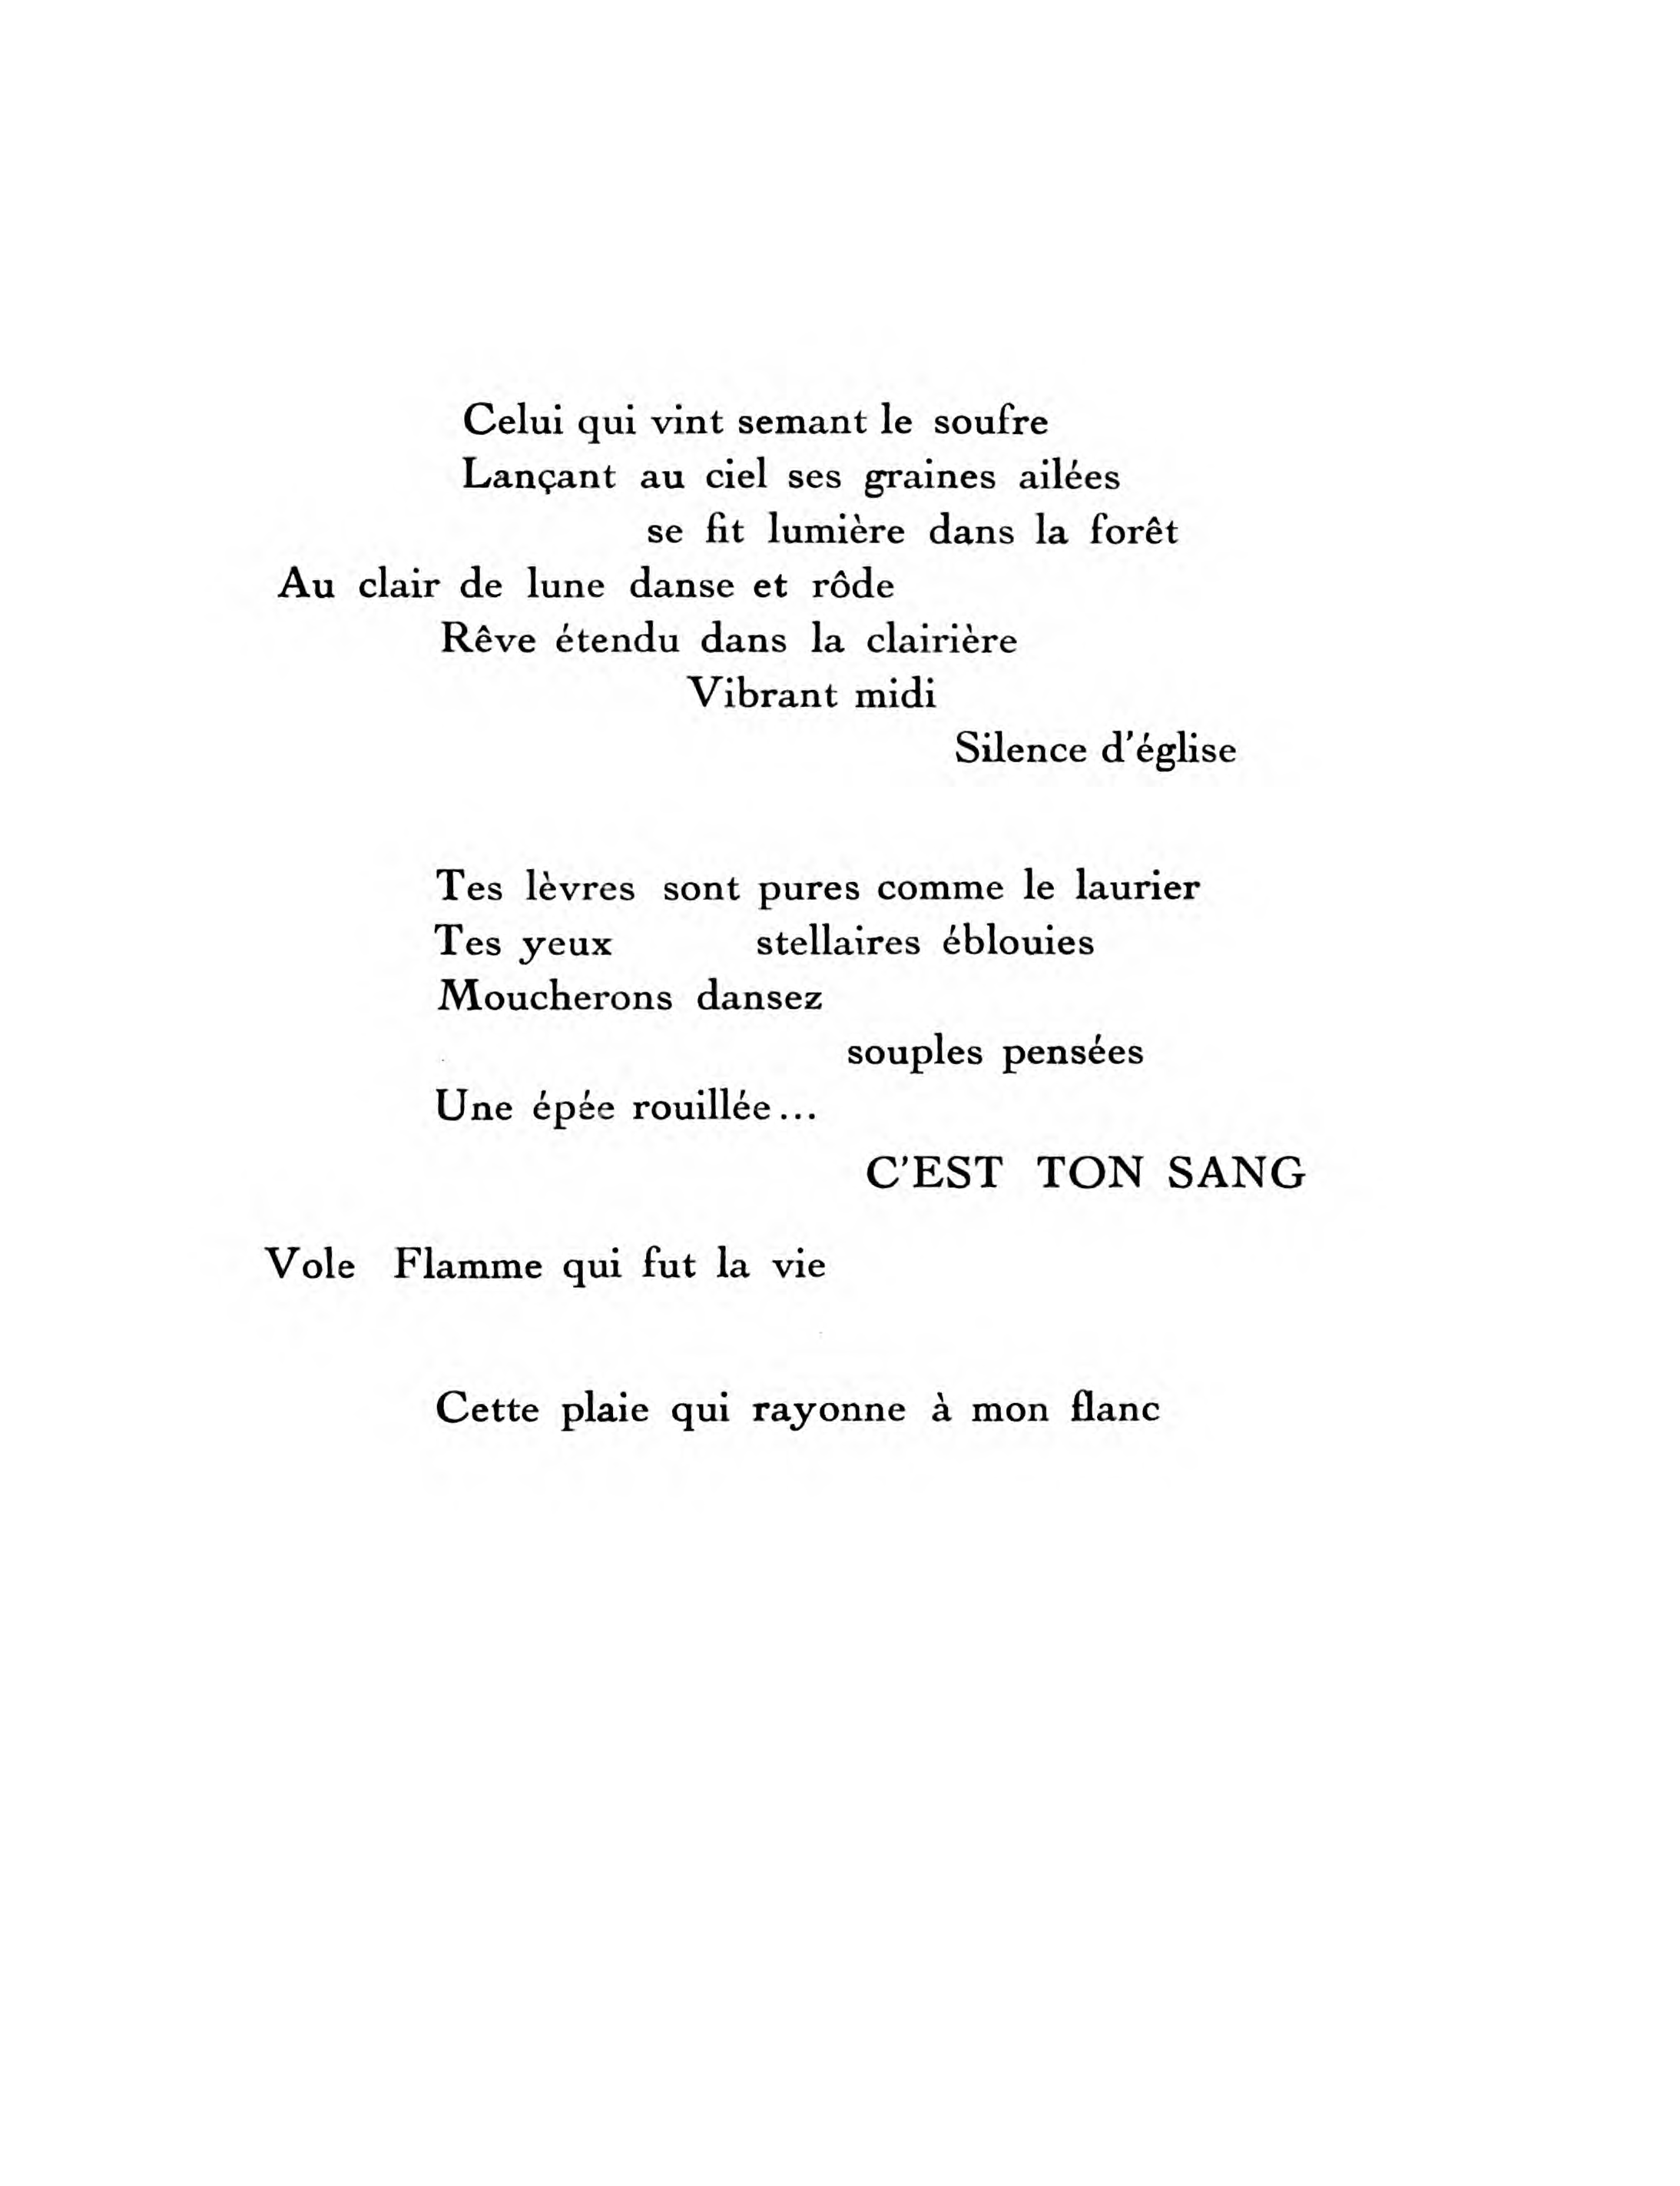 Celui qui vint semant le soufre
Lançant au ciel ses graines ailées
se fit lumière dans la forêt
Au clair de lune danse et rôde
Rêve étendu dans la clairière
Vibrant midi
Silence d'église
Tes lèvres sont pures comme le laurier
Tes yeux stellaires éblouies
Moucherons dansez
souples pensées
Une épée rouillée...
C'EST TON SANG
Vole Flamme qui fut la vie
Cette plaie qui rayonne à mon flanc